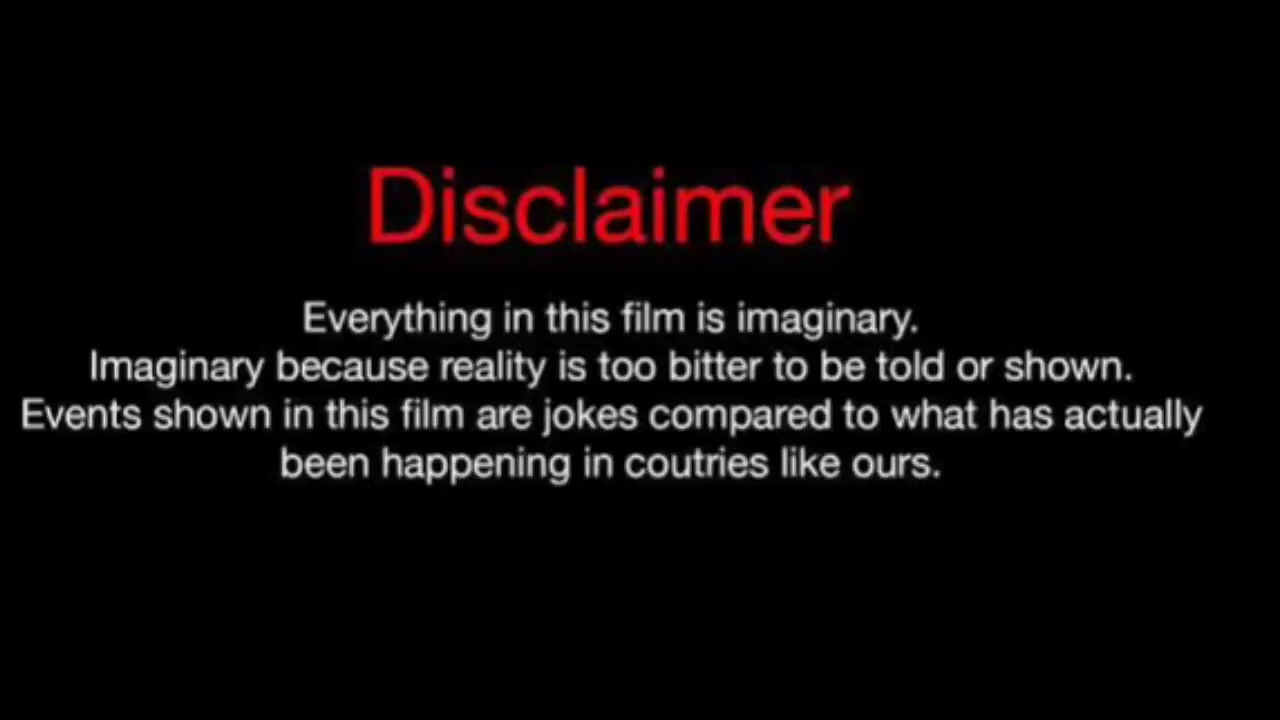 Disclaimer
Everything in this film is imaginary.
Imaginary because reality is too bitter to be told or shown.
Events shown in this film are jokes compared to what has actually
been happening in coutries like ours.